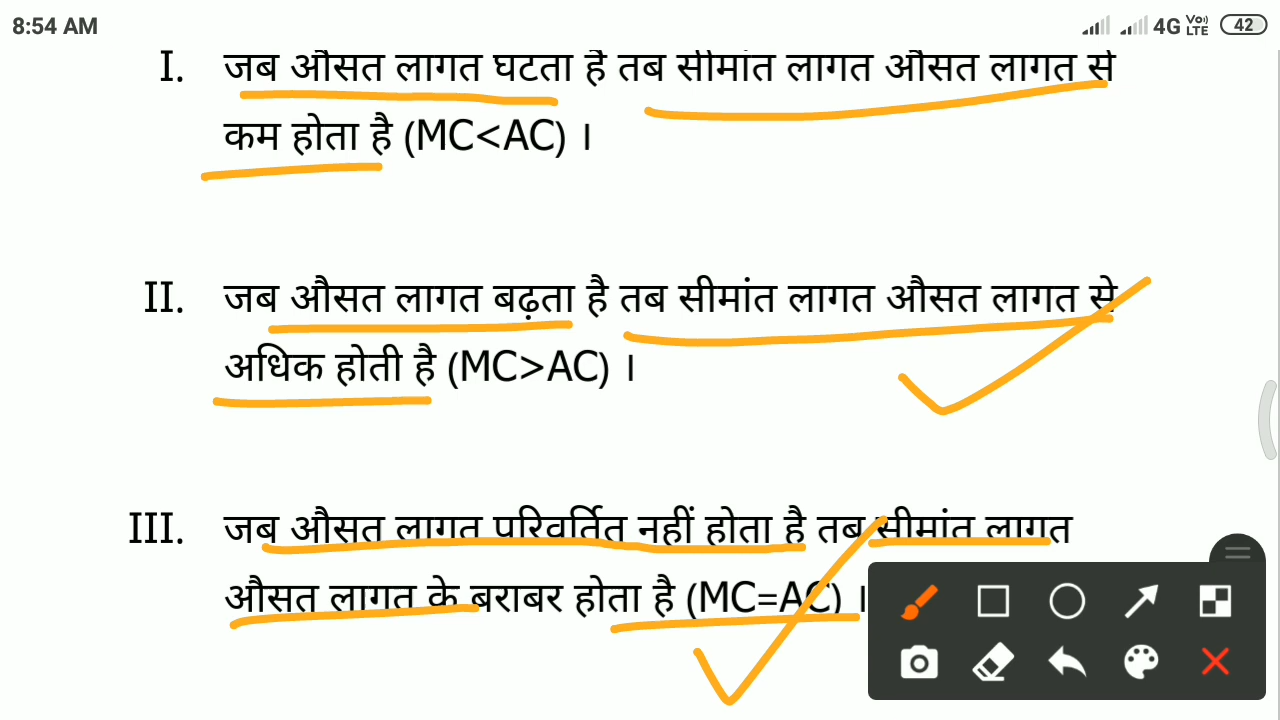 8:54 AM 4G Vo)) LTE 42
I. जब औसत लागत घटता है तब सीमांत लागत औसत लागत से
कम होता है (MC<AC) ।
II. जब औसत लागत बढ़ता है तब सीमांत लागत औसत लागत से
अधिक होती है (MC>AC) ।
III. जब औसत लागत परिवर्तित नहीं होता है तब सीमांत लागत
औसत लागत के बराबर होता है (MC=AC) ।